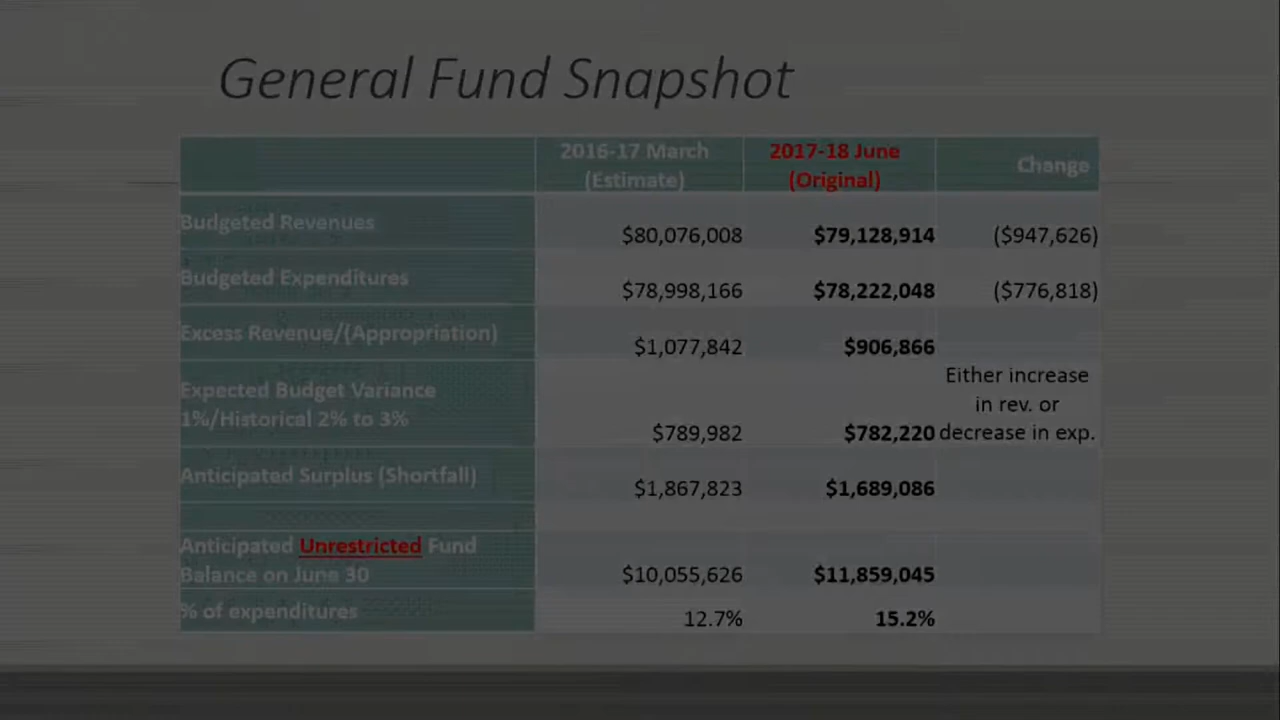 General Fund Snapshot
2016-17 March
(Estimate)
2017-18 June
(Original)
Change
Budgeted Revenues
$80,076,008
$79,128,914
($947,626)
Budgeted Expenditures
$78,998,166
$78,222,048
($776,818)
Excess Revenue/(Appropriation)
$1,077,842
$906,866
Expected Budget Variance
1%/Historical 2% to 3%
$789,982
$782,220
Either increase
in rev. or
decrease in exp.
Anticipated Surplus (Shortfall)
$1,867,823
$1,689,086
Anticipated Unrestricted Fund
Balance on June 30
$10,055,626
$11,859,045
% of expenditures
12.7%
15.2%